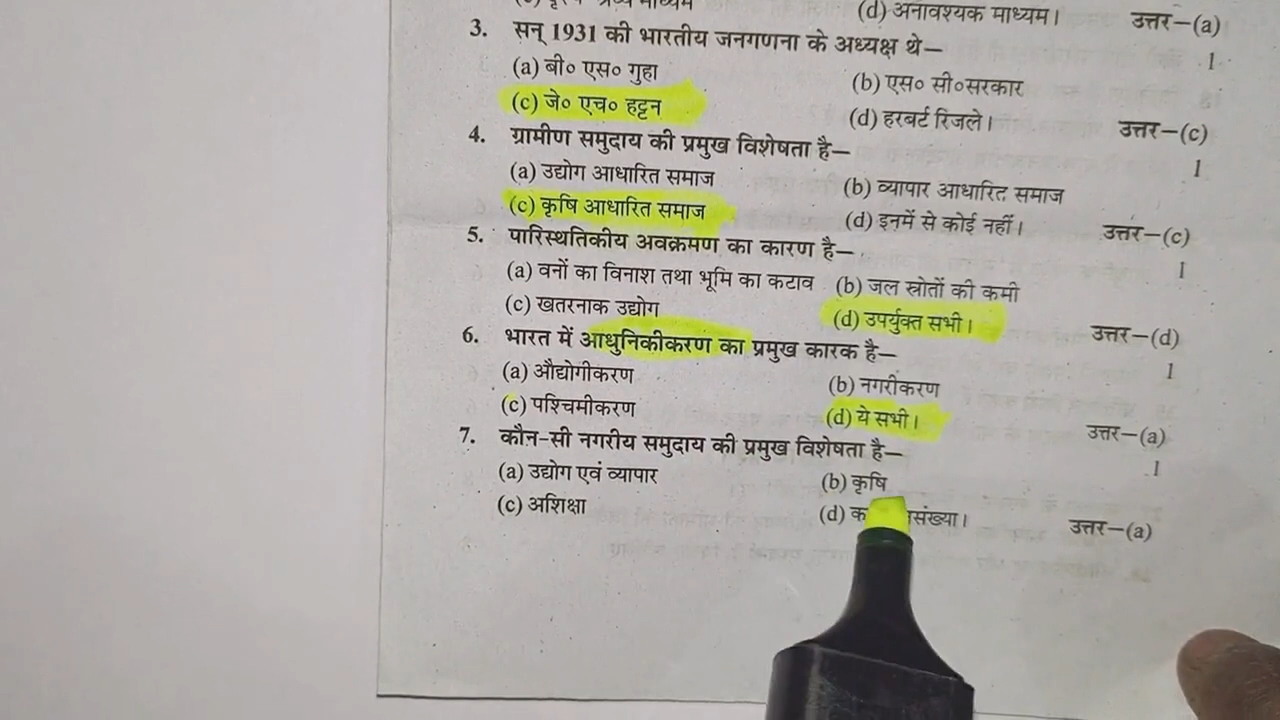 (d) अनावश्यक माध्यम। उत्तर–(a)
3. सन् 1931 की भारतीय जनगणना के अध्यक्ष थे– 1
(a) बी० एस० गुहा (b) एस० सी०सरकार
(c) जे० एच० हट्टन (d) हरबर्ट रिजले। उत्तर–(c)
4. ग्रामीण समुदाय की प्रमुख विशेषता है– 1
(a) उद्योग आधारित समाज (b) व्यापार आधारित समाज
(c) कृषि आधारित समाज (d) इनमें से कोई नहीं। उत्तर–(c)
5. पारिस्थतिकीय अवक्रमण का कारण है– 1
(a) वनों का विनाश तथा भूमि का कटाव (b) जल स्रोतों की कमी
(c) खतरनाक उद्योग (d) उपर्युक्त सभी। उत्तर–(d)
6. भारत में आधुनिकीकरण का प्रमुख कारक है– 1
(a) औद्योगीकरण (b) नगरीकरण
(c) पश्चिमीकरण (d) ये सभी। उत्तर–(a)
7. कौन-सी नगरीय समुदाय की प्रमुख विशेषता है– 1
(a) उद्योग एवं व्यापार (b) कृषि
(c) अशिक्षा (d) उत्तर–(a)